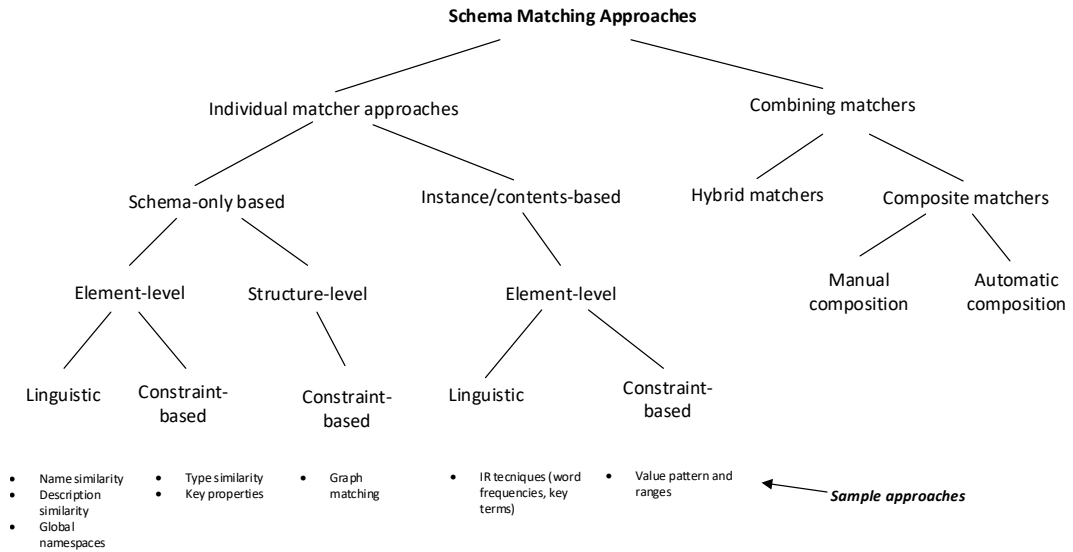 Schema Matching Approaches
Individual matcher approaches
Combining matchers
Schema-only based
Instance/contents-based
Hybrid matchers
Composite matchers
Element-level
Structure-level
Element-level
Manual
composition
Automatic
composition
Linguistic
Constraint-
based
Constraint-
based
Linguistic
Constraint-
based
• Name similarity
• Description
similarity
• Global
namespaces
• Type similarity
• Key properties
• Graph
matching
• IR tecniques (word
frequencies, key
terms)
• Value pattern and
ranges
Sample approaches